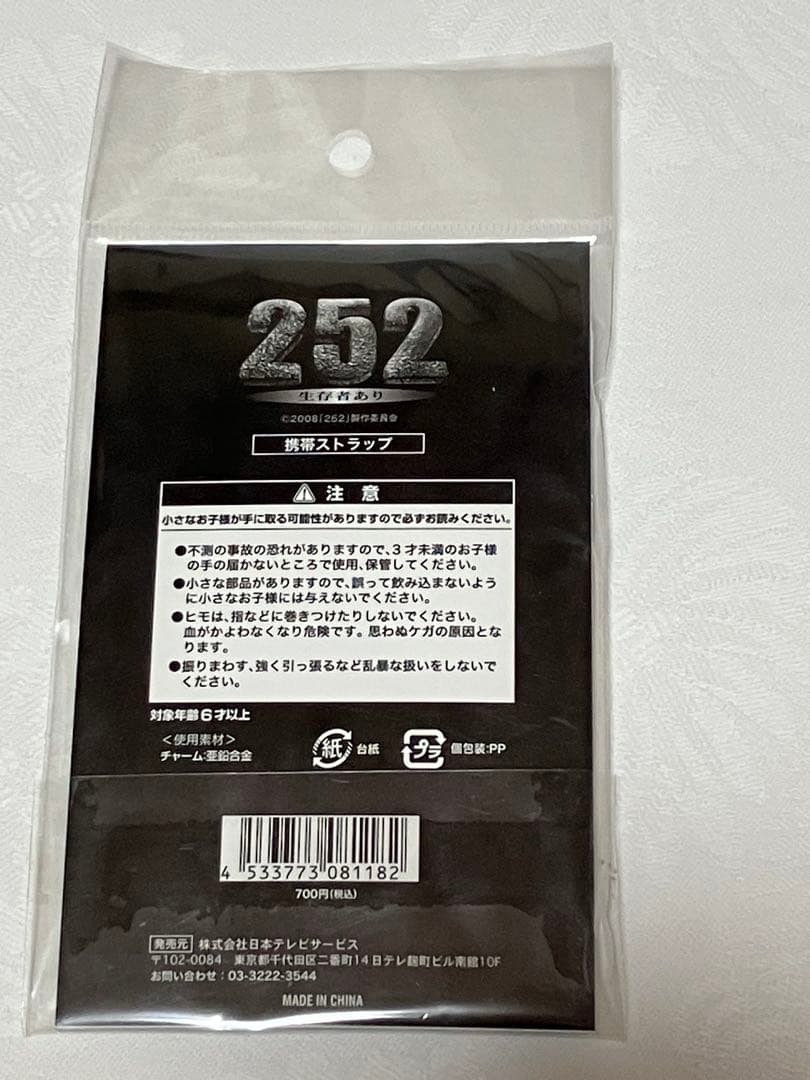 252
生存者あり
©2008「252」製作委員会
携帯ストラップ
注意
小さなお子様が手に取る可能性がありますので必ずお読みください。
●不測の事故の恐れがありますので、3才未満のお子様
の手の届かないところで使用、保管してください。
●小さな部品がありますので、誤って飲み込まないよう
に小さなお子様には与えないでください。
●ヒモは、指などに巻きつけたりしないでください。
血がかよわなくなり危険です。思わぬケガの原因とな
ります。
●振りまわす、強く引っ張るなど乱暴な扱いをしないで
ください。
対象年齢6才以上
<使用素材>
チャーム:亜鉛合金
紙 台紙
プラ 個包装:PP
4 533773 081182
700円(税込)
発売元 株式会社日本テレビサービス
〒102-0084 東京都千代田区二番町14日テレ麹町ビル南館10F
お問い合わせ:03-3222-3544
MADE IN CHINA